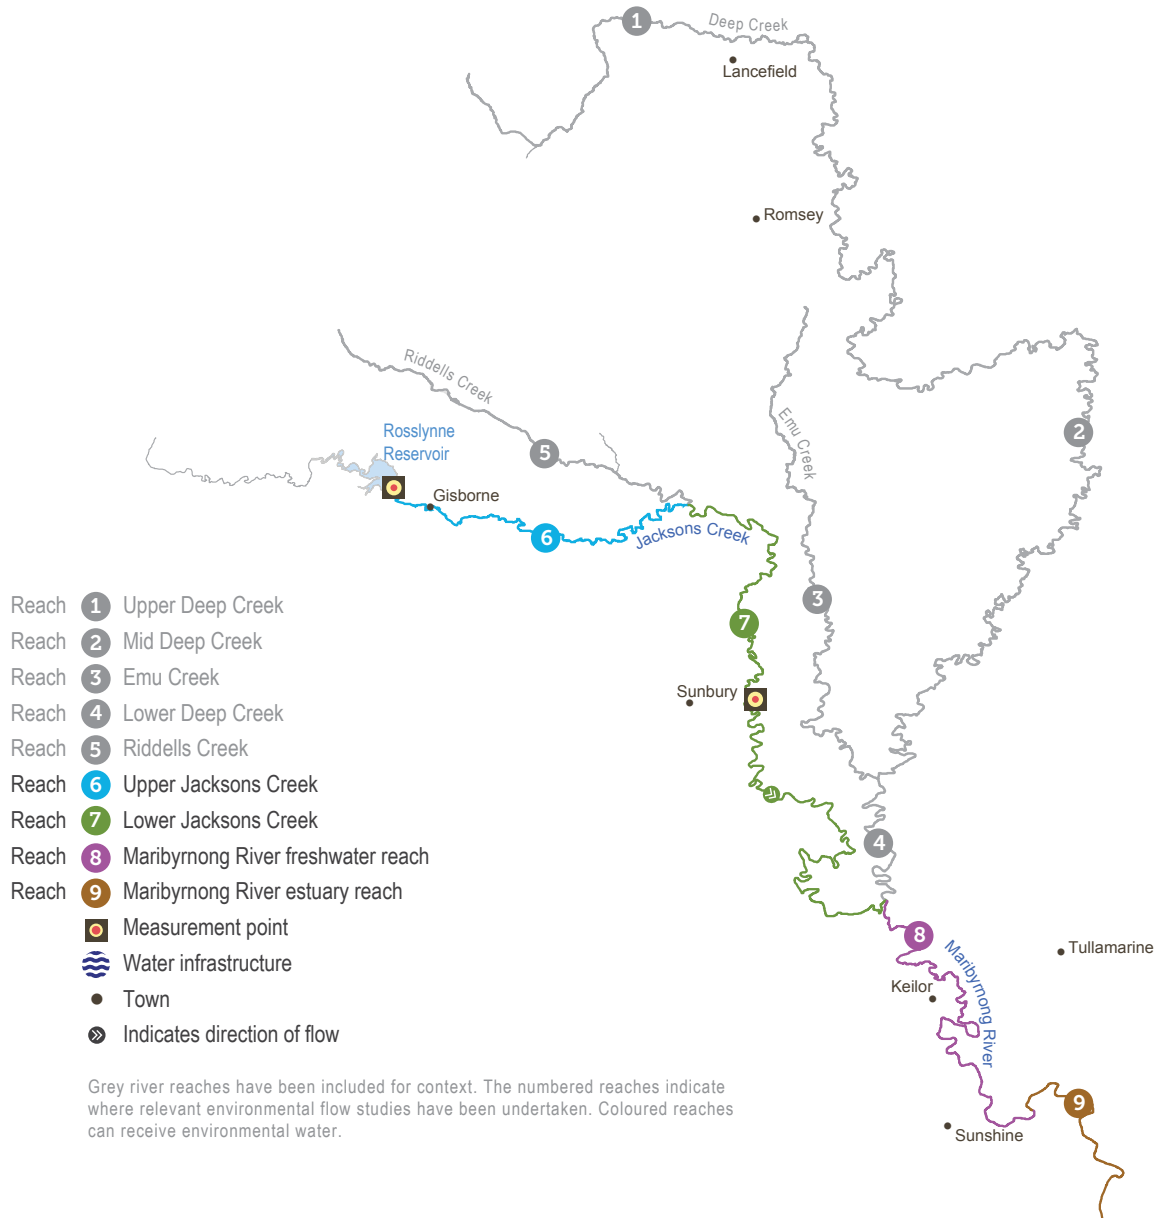 1
Deep Creek
Lancefield
Romsey
Riddells Creek
Emu Creek
Rosslynne
Reservoir
5
2
Gisborne
6
Jacksons Creek
3
7
Sunbury
4
8
Maribyrnong River
Tullamarine
Keilor
9
Sunshine
Reach 1 Upper Deep Creek
Reach 2 Mid Deep Creek
Reach 3 Emu Creek
Reach 4 Lower Deep Creek
Reach 5 Riddells Creek
Reach 6 Upper Jacksons Creek
Reach 7 Lower Jacksons Creek
Reach 8 Maribyrnong River freshwater reach
Reach 9 Maribyrnong River estuary reach
Measurement point
Water infrastructure
Town
Indicates direction of flow
Grey river reaches have been included for context. The numbered reaches indicate
where relevant environmental flow studies have been undertaken. Coloured reaches
can receive environmental water.